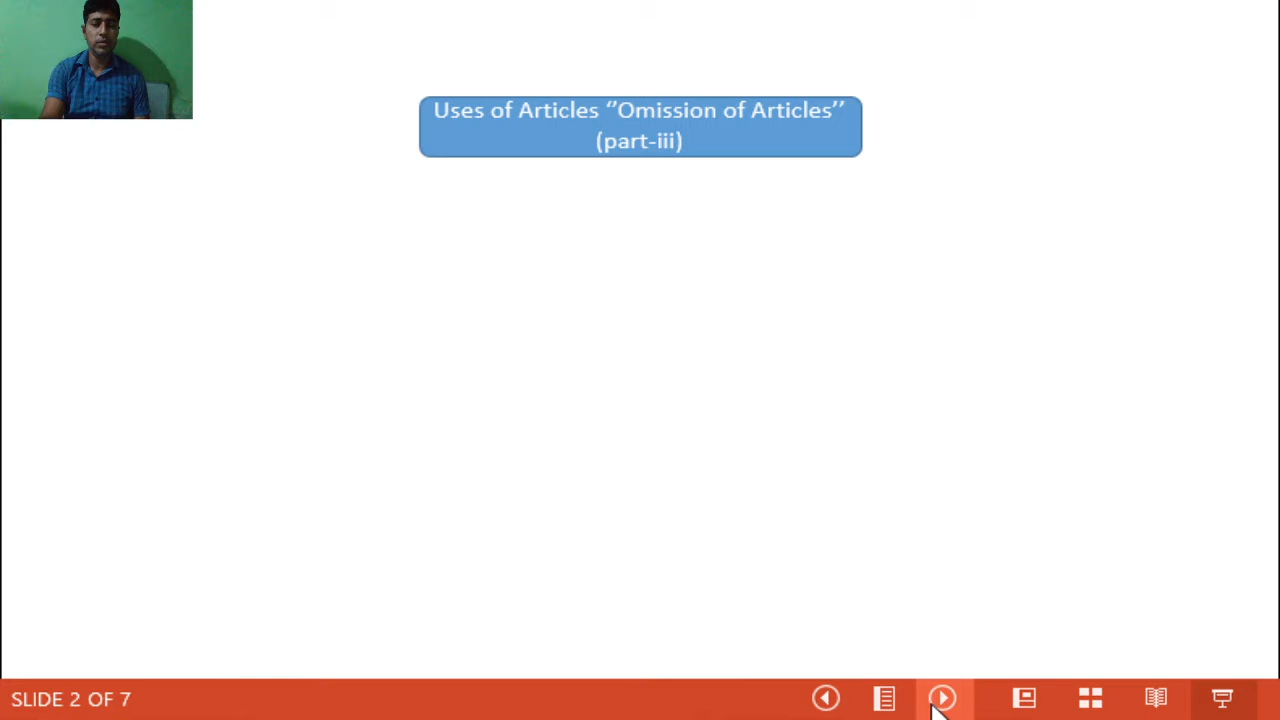 Uses of Articles ‘’Omission of Articles’’
(part-iii)
SLIDE 2 OF 7